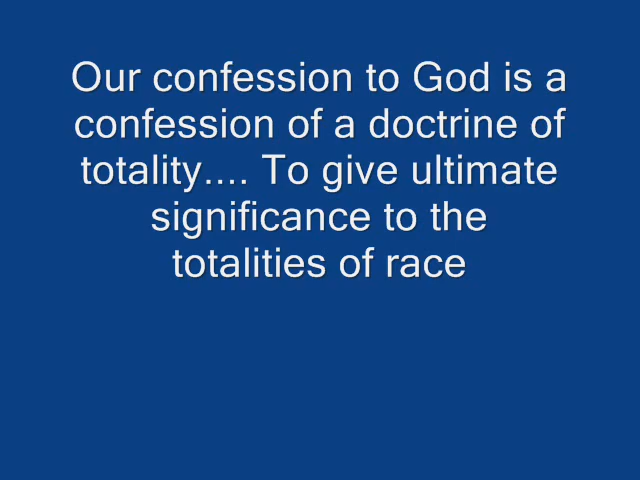 Our confession to God is a
confession of a doctrine of
totality.... To give ultimate
significance to the
totalities of race